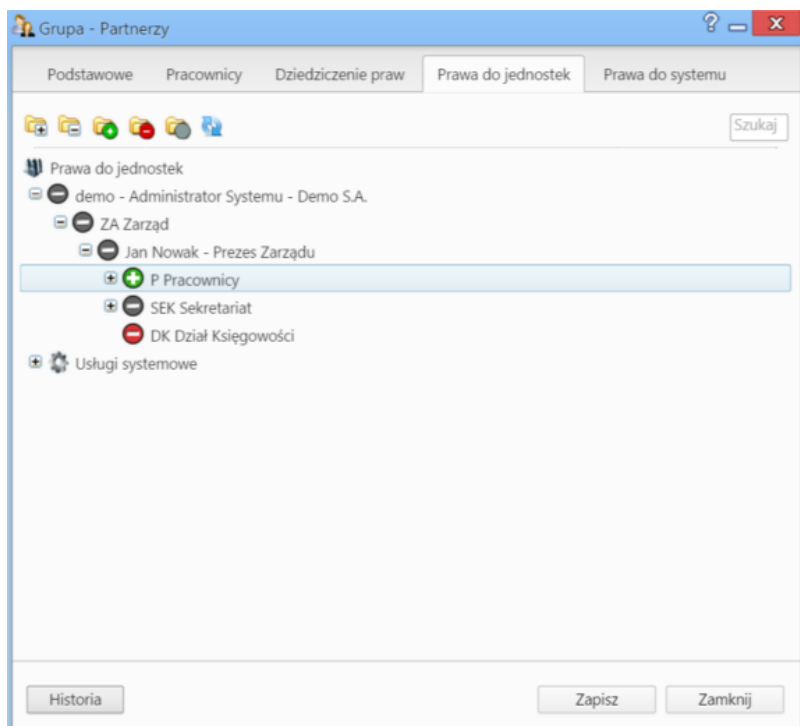 Grupa - Partnerzy
Podstawowe Pracownicy Dziedziczenie praw Prawa do jednostek Prawa do systemu
Szukaj
Prawa do jednostek
demo - Administrator Systemu - Demo S.A.
ZA Zarząd
Jan Nowak - Prezes Zarządu
P Pracownicy
SEK Sekretariat
DK Dział Księgowości
Usługi systemowe
Historia Zapisz Zamknij